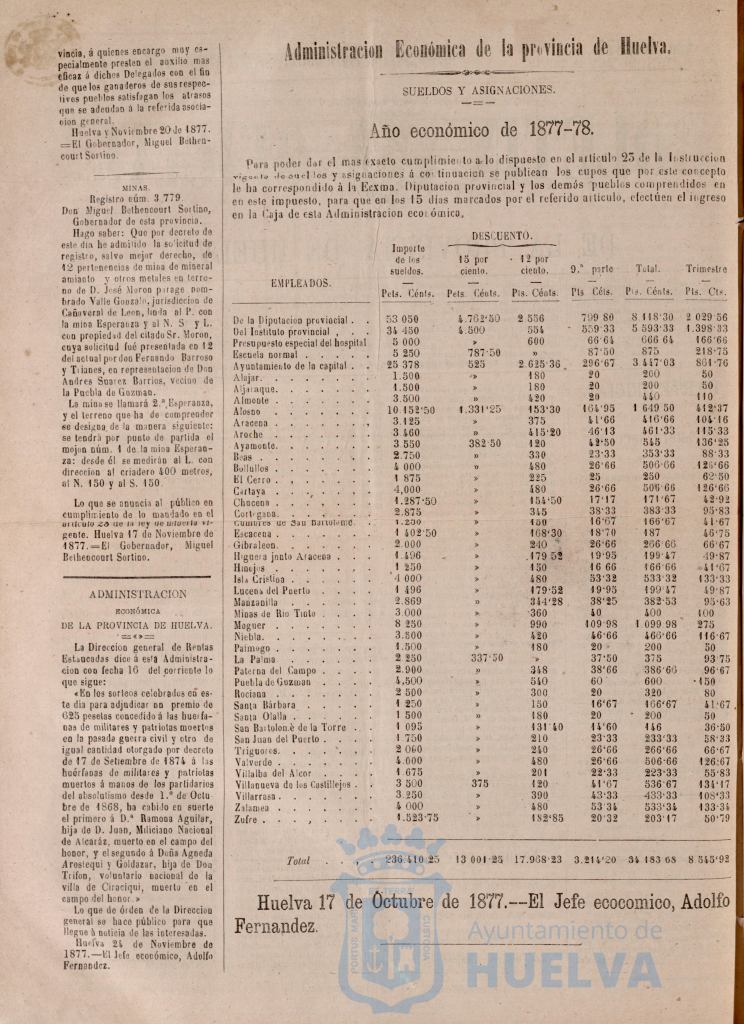 vincia, á quienes encargo muy es-
pecialmente presten el auxilio mas
eficaz á dichos Delegados con el fin
de que los ganaderos de sus respec-
tivos pueblos satisfagan los atrasos
que se adeudan á la referida asocia-
cion general.
Huelva y Noviembre 20 de 1877.
=El Gobernador, Miguel Bethen-
court Sortino.
MINAS.
Registro núm. 3 779
Don Miguel Bethencourt Sortino,
Gobernador de esta provincia.
Hago saber: Que por decreto de
este dia he admitido la solicitud de
registro, salvo mejor derecho, de
12 pertenencias de mina de mineral
amianto y otros metales en terre-
no de D. José Moron parage nom-
brado Valle Gonzalo, jurisdiccion de
Cañaveral de Leon, linda al P. con
la mina Esperanza y al N. S y L.
con propiedad del citado Sr. Moron,
cuya solicitud fué presentada en 12
del actual por don Fernando Barroso
y Trianes, en representacion de Don
Andres Suarez Barrios, vecino de
la Puebla de Guzman.
La mina se llamará 2.ª Esperanza,
y el terreno que ha de comprender
se designa de la manera siguiente:
se tendrá por punto de partida el
mojon núm. 1 de la mina Esperan-
za: desde él se medirán al L. con
direccion al criadero 400 metros,
al N. 150 y al S. 150.
Lo que se anuncia al público en
cumplimiento de lo mandado en el
artículo 23 de la ley de minería vi-
gente. Huelva 17 de Noviembre de
1877.=El Gobernador, Miguel
Bethencourt Sortino.
ADMINISTRACION
ECONÓMICA
DE LA PROVINCIA DE HUELVA.
La Direccion general de Rentas
Estancadas dice á esta Administra-
cion con fecha 16 del corriente lo
que sigue:
«En los sorteos celebrados en es-
te dia para adjudicar un premio de
625 pesetas concedido á las huérfa-
nas de militares y patriotas muertos
en la pasada guerra civil y otro de
igual cantidad otorgado por decreto
de 17 de Setiembre de 1874 á las
huérfanas de militares y patriotas
muertos á manos de los partidarios
del absolutismo desde 1.º de Octu-
bre de 1868, ha cabido en suerte
el primero á D.ª Ramona Aguilar,
hija de D. Juan, Miliciano Nacional
de Alcaráz, muerto en el campo del
honor, y el segundo á Doña Agneda
Arostegui y Goldazar, hija de Don
Trifon, voluntario nacional de la
villa de Ciraciqui, muerto en el
campo del honor.»
Lo que de órden de la Direccion
general se hace público para que
llegue á noticia de las interesadas.
Huelva 24 de Noviembre de
1877.—El Jefe económico, Adolfo
Fernandez.
Administracion Económica de la provincia de Huelva.
SUELDOS Y ASIGNACIONES.
Año económico de 1877-78.
Para poder dar el mas exacto cumplimiento a lo dispuesto en el artículo 23 de la Instruccion
vigente de sueldos y asignaciones á continuacion se publican los cupos que por este concepto
le ha correspondido á la Excma. Diputacion provincial y los demás pueblos comprendidos en
en este impuesto, para que en los 15 dias marcados por el referido artículo, efectúen el ingreso
en la Caja de esta Administracion económica.
DESCUENTO.
EMPLEADOS. Importe de los sueldos. 15 por ciento. 12 por ciento. 9.ª parte Total. Trimestre
Pets. Cénts. Pets. Cénts. Pts. Cénts. Pts Céts. Pts. Cénts. Pts. Cts.
De la Diputacion provincial . . 53 050 4.762'50 2 556 799 80 8 118'30 2 029'56
Del Instituto provincial . . . 34 450 4.500 554 559'33 5 593'33 1.398'33
Presupuesto especial del hospital 5 000 » 600 66'64 666 64 166'66
Escuela normal . . . . 5 250 787'50 » 87'50 875 218'75
Ayuntamiento de la capital . . 25 378 525 2.625'36 296'67 3 447'03 861'76
Alajar. . . . . . . 1.500 » 180 20 200 50
Aljaraque. . . . . . 1.500 » 180 20 200 50
Almonte . . . . . . 3.500 » 420 20 440 110
Alosno . . . . . . 10 152'50 1.331'25 153'30 164'95 1 649 50 412'37
Aracena . . . . . . 3.125 » 375 41'66 416'66 104'16
Aroche . . . . . . 3 460 » 415'20 46'13 461'33 115'33
Ayamonte. . . . . . 3 550 382'50 120 42'50 545 136'25
Beas . . . . . . 2.750 » 330 23'33 353'33 88'33
Bollullos . . . . . . 4 000 » 480 26'66 506'66 126'66
El Cerro . . . . . . 1 875 » 225 25 250 62'50
Cartaya . . . . . . 4,000 » 480 26'66 506'66 126'66
Chucena . . . . . . 1.287'50 » 154'50 17'17 171'67 42'92
Cortegana. . . . . . 2.875 » 345 38'33 383'33 95'83
Cumbres de San Bartolomé. . . 1.250 » 150 16'67 166'67 41'67
Escacena . . . . . . 1 402'50 » 168'30 18'70 187 46'75
Gibraleon. . . . . . 2.000 » 240 26'66 266'66 66'67
Higuera junto Aracena . . . 1.496 » 179 52 19'95 199'47 49'87
Hinojos . . . . . . 1 250 » 150 16 66 166'66 41'67
Isla Cristina . . . . . 4 000 » 480 53'32 533'32 133'33
Lucena del Puerto . . . . 1 496 » 179'52 19'95 199'47 49'87
Manzanilla . . . . . 2.869 » 344'28 38'25 382'53 95'63
Minas de Rio Tinto . . . . 3 000 » 360 40 400 100
Moguer . . . . . . 8 250 » 990 109'98 1 099 98 275
Niebla. . . . . . . 3.500 » 420 46'66 466'66 116'67
Paimogo . . . . . . 1.500 » 180 20 200 50
La Palma . . . . . 2 250 337'50 » 37'50 375 93'75
Paterna del Campo . . . . 2.900 » 348 38'66 386'66 96'67
Puebla de Guzman . . . . 4,500 » 540 60 600 150
Rociana . . . . . . 2 500 » 300 20 320 80
Santa Bárbara . . . . . 1 250 » 150 16'67 166'67 41'67
Santa Olalla . . . . . 1 500 » 180 20 200 50
San Bartolomé de la Torre . . 1 095 » 131'40 14'60 146 36'50
San Juan del Puerto . . . . 1 750 » 210 23'33 233'33 58'33
Trigueros. . . . . . 2 000 » 240 26'66 266'66 66'67
Valverde . . . . . . 4.000 » 480 26'66 506'66 126'67
Villalba del Alcor . . . . 1.675 » 201 22'33 223'33 55'83
Villanueva de los Castillejos . . 3 500 375 120 41'67 536'67 134'17
Villarrasa. . . . . . 3.250 » 390 43'33 433'33 108'33
Zalamea . . . . . . 4 000 » 480 53'34 533'34 133'34
Zufre . . . . . . 1.523'75 » 182'85 20'32 203'17 50'79
Total . . . . 236 410'25 13 001'25 17.968'23 3.214'20 34 183'68 8 545'92
Huelva 17 de Octubre de 1877.--El Jefe ecocomico, Adolfo
Fernandez.
Ayuntamiento de
HUELVA